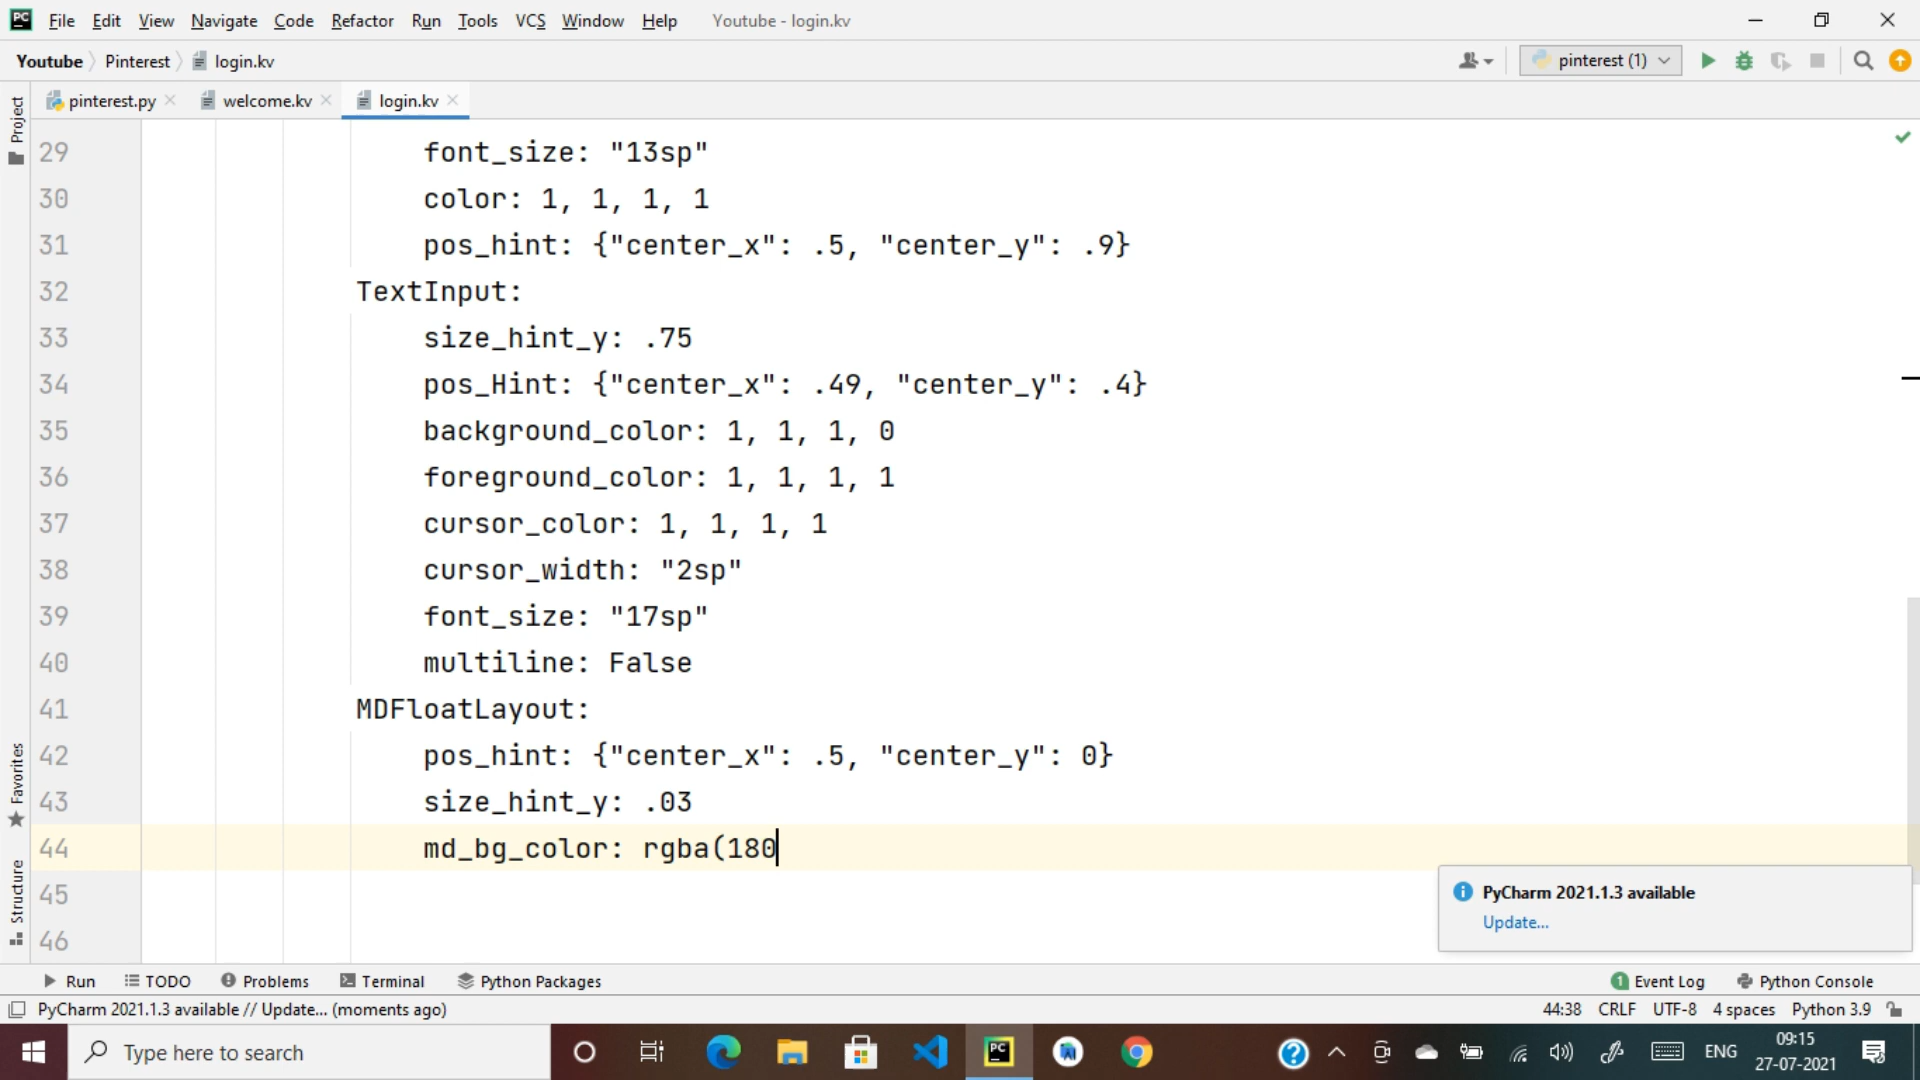 PC File Edit View Navigate Code Refactor Run Tools VCS Window Help Youtube - login.kv
Youtube Pinterest login.kv pinterest (1)
pinterest.py welcome.kv login.kv
Project
29 font_size: "13sp"
30 color: 1, 1, 1, 1
31 pos_hint: {"center_x": .5, "center_y": .9}
32 TextInput:
33 size_hint_y: .75
34 pos_Hint: {"center_x": .49, "center_y": .4}
35 background_color: 1, 1, 1, 0
36 foreground_color: 1, 1, 1, 1
37 cursor_color: 1, 1, 1, 1
38 cursor_width: "2sp"
39 font_size: "17sp"
40 multiline: False
41 MDFloatLayout:
42 pos_hint: {"center_x": .5, "center_y": 0}
43 size_hint_y: .03
44 md_bg_color: rgba(180
45
46
Favorites
Structure
PyCharm 2021.1.3 available
Update...
Run TODO Problems Terminal Python Packages 1 Event Log Python Console
PyCharm 2021.1.3 available // Update... (moments ago) 44:38 CRLF UTF-8 4 spaces Python 3.9
Type here to search PC ENG 09:15
27-07-2021